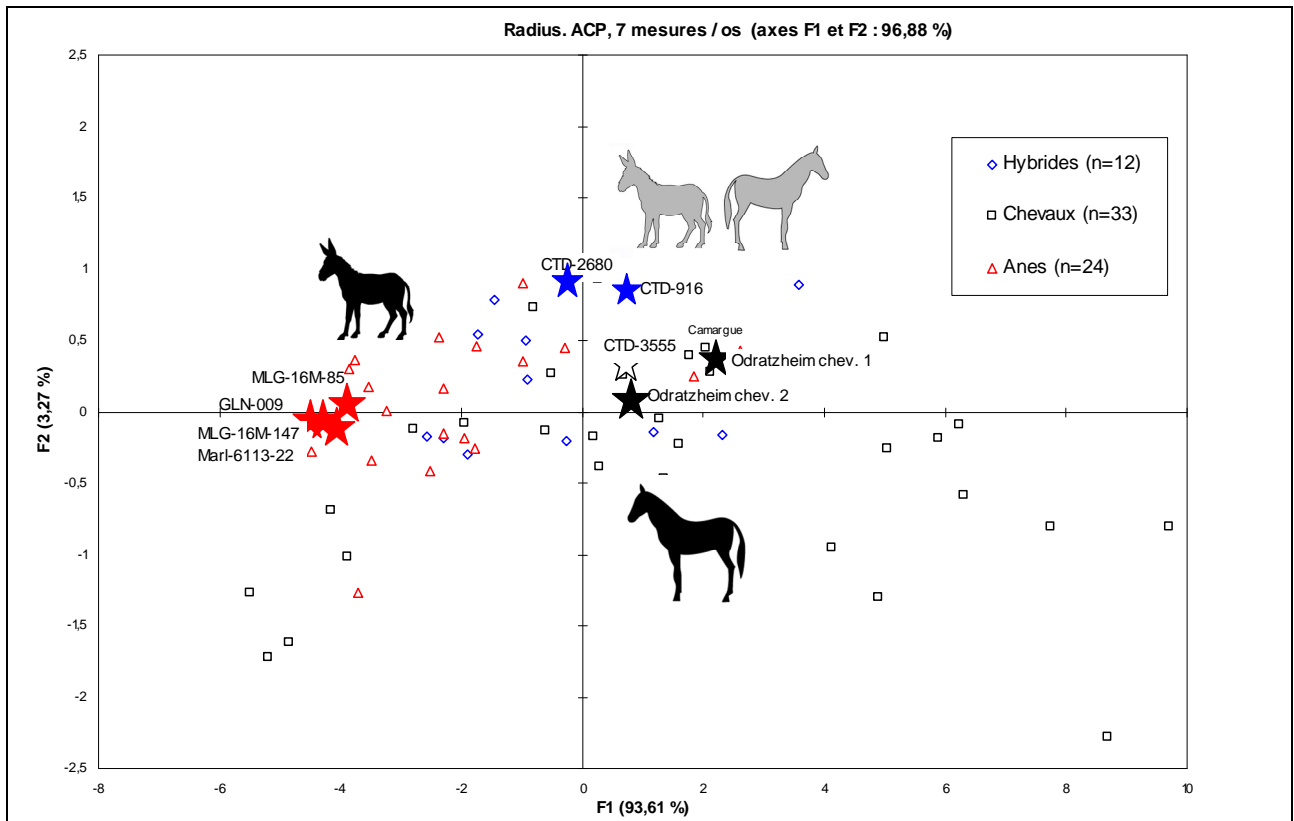 Radius. ACP, 7 mesures / os (axes F1 et F2 : 96,88 %)
2,5
2
1,5
1
0,5
0
-0,5
-1
-1,5
-2
-2,5
F2 (3,27 %)
Hybrides (n=12)
Chevaux (n=33)
Anes (n=24)
CTD-2680
CTD-916
Camargue
CTD-3555
Odratzheim chev. 1
MLG-16M-85
Odratzheim chev. 2
GLN-009
MLG-16M-147
Marl-6113-22
-8
-6
-4
-2
0
2
4
6
8
10
F1 (93,61 %)